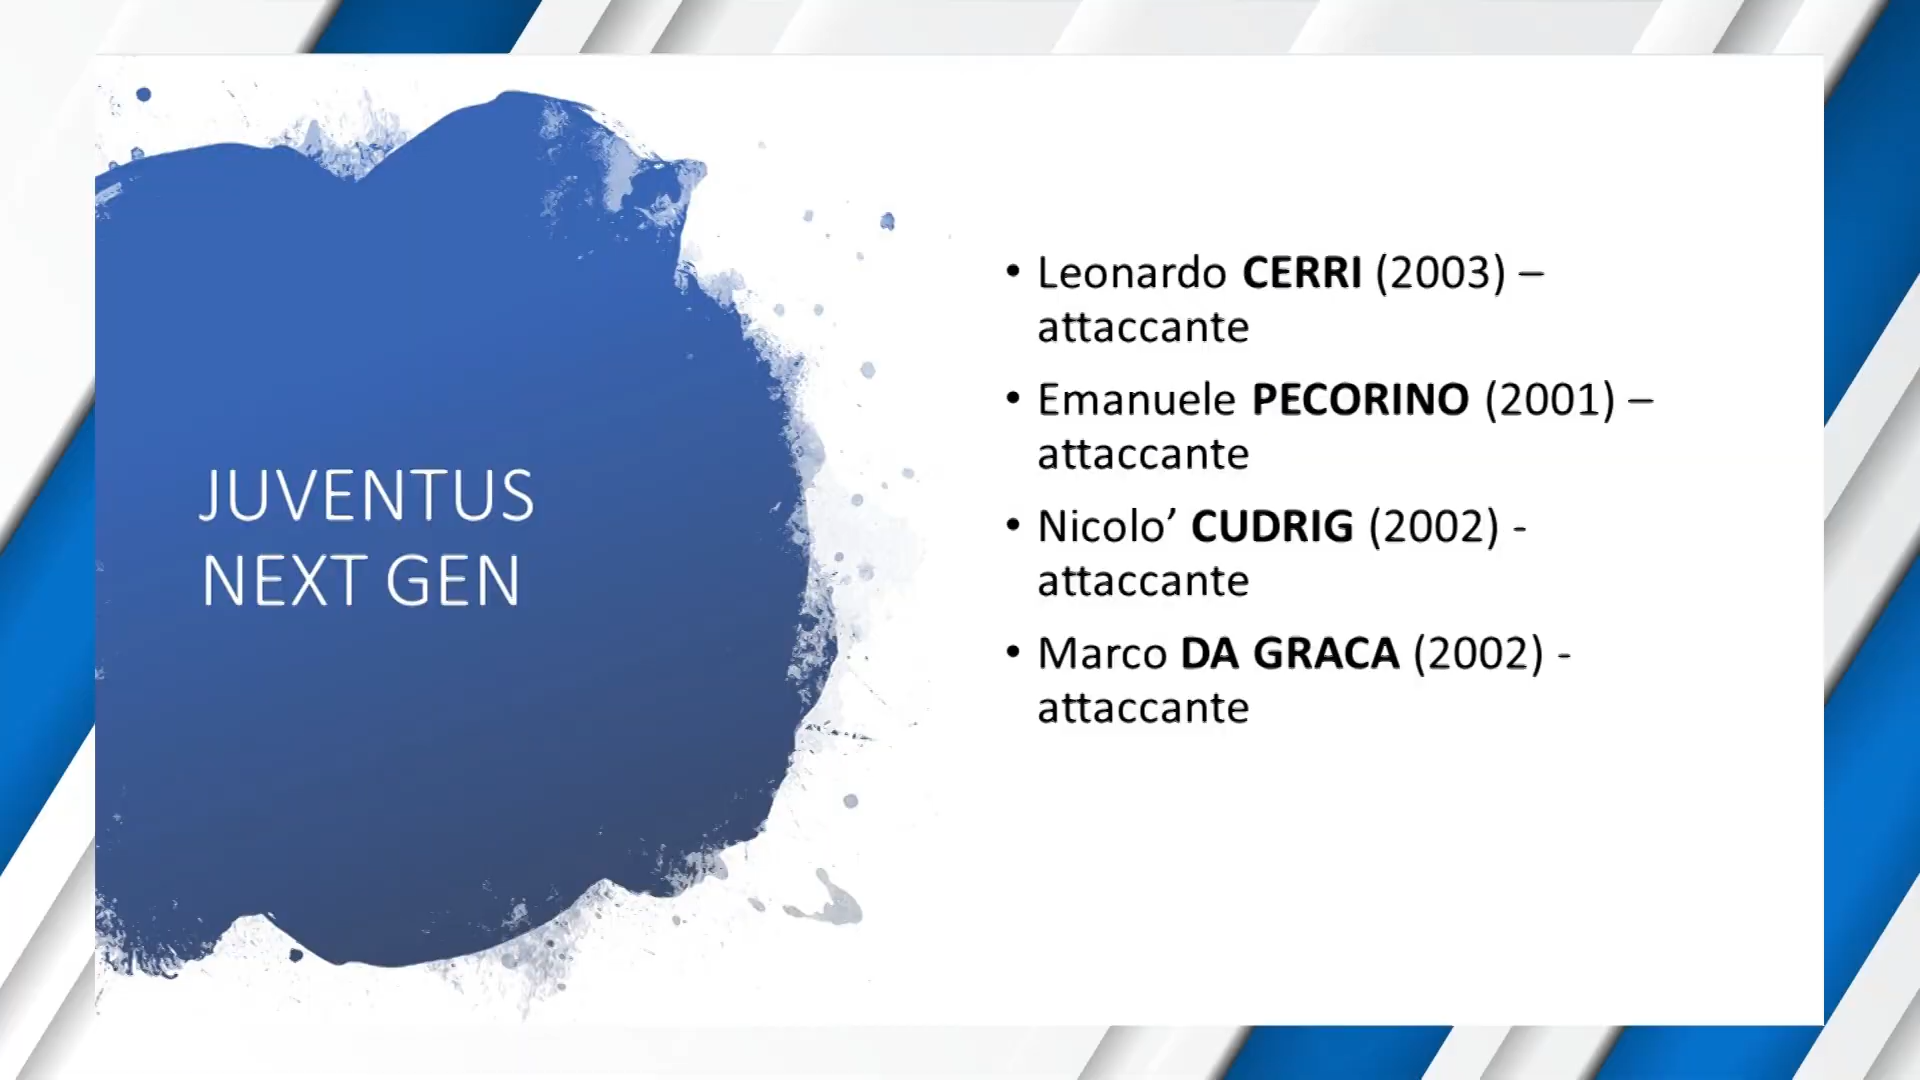 JUVENTUS
NEXT GEN
• Leonardo CERRI (2003) –
attaccante
• Emanuele PECORINO (2001) –
attaccante
• Nicolo’ CUDRIG (2002) -
attaccante
• Marco DA GRACA (2002) -
attaccante